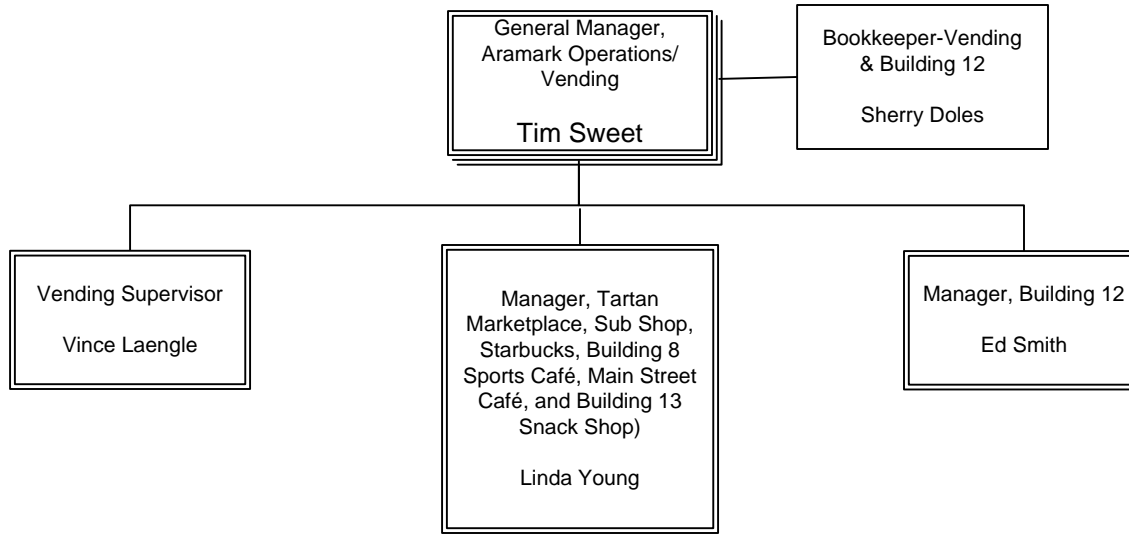 General Manager,
Aramark Operations/
Vending
Tim Sweet
Bookkeeper-Vending
& Building 12
Sherry Doles
Vending Supervisor
Vince Laengle
Manager, Tartan
Marketplace, Sub Shop,
Starbucks, Building 8
Sports Café, Main Street
Café, and Building 13
Snack Shop)
Linda Young
Manager, Building 12
Ed Smith